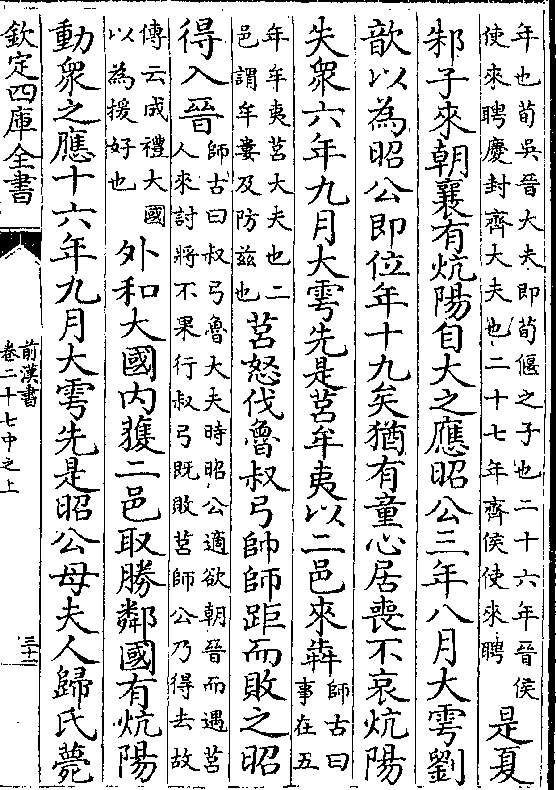 年也荀吳晉大夫即荀偃之子也二十六年晉侯
使來聘慶封齊大夫也二十七年齊侯使來聘
是夏
邾子來朝襄有炕陽自大之應昭公三年八月大雩劉
歆以為昭公即位年十九矣猶有童心居喪不哀炕陽
失衆六年九月大雩先是莒牟夷以二邑來犇
師古曰
事在五
年牟夷莒大夫也二
邑謂牟婁及防茲也
莒怒伐魯叔弓帥師距而敗之昭
得入晉
師古曰叔弓魯大夫時昭公適欲朝晉而遇莒
人來討將不果行叔弓既敗莒師公乃得去故
傳云成禮大國
以為援好也
外和大國内獲二邑取勝鄰國有炕陽
動衆之應十六年九月大雩先是昭公母夫人歸氏薨
欽定四庫全書
前漢書
卷二十七中之上
三十二